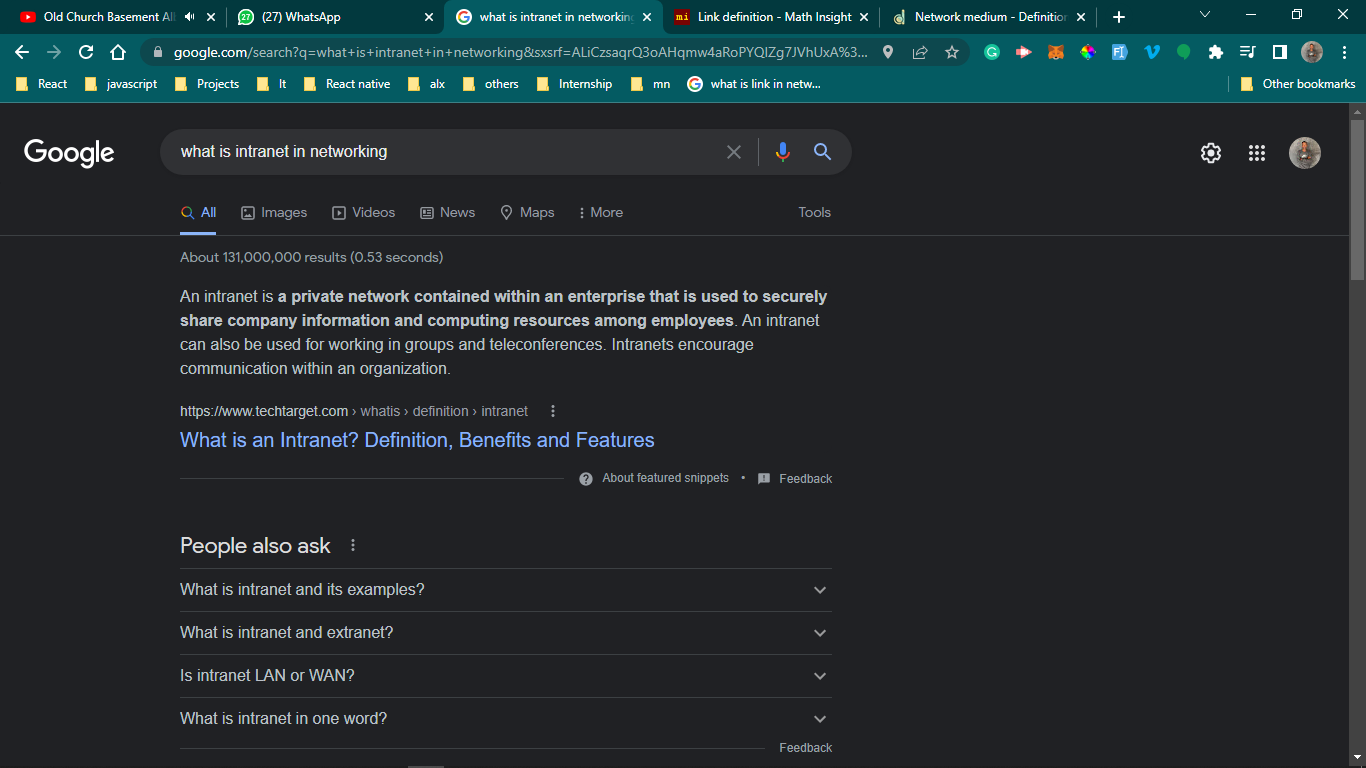 Old Church Basement All
(27) WhatsApp
what is intranet in networking
Link definition - Math Insight
Network medium - Definition
google.com/search?q=what+is+intranet+in+networking&sxsrf=ALiCzsaqrQ3oAHqmw4aRoPYQIZg7JVhUxA%3...
React
javascript
Projects
It
React native
alx
others
Internship
mn
what is link in netw...
Other bookmarks
Google
what is intranet in networking
All
Images
Videos
News
Maps
More
Tools
About 131,000,000 results (0.53 seconds)
An intranet is a private network contained within an enterprise that is used to securely
share company information and computing resources among employees. An intranet
can also be used for working in groups and teleconferences. Intranets encourage
communication within an organization.
https://www.techtarget.com › whatis › definition › intranet
What is an Intranet? Definition, Benefits and Features
About featured snippets • Feedback
People also ask
What is intranet and its examples?
What is intranet and extranet?
Is intranet LAN or WAN?
What is intranet in one word?
Feedback